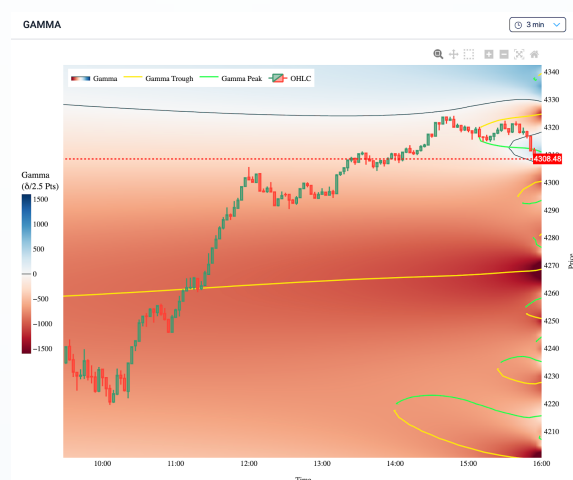 GAMMA
3 min
Gamma
Gamma Trough
Gamma Peak
OHLC
Gamma
(δ/2.5 Pts)
1500
1000
500
0
−500
−1000
−1500
4340
4330
4320
4308.48
4300
4290
4280
4270
4260
4250
4240
4230
4220
4210
Price
10:00
11:00
12:00
13:00
14:00
15:00
16:00
Time